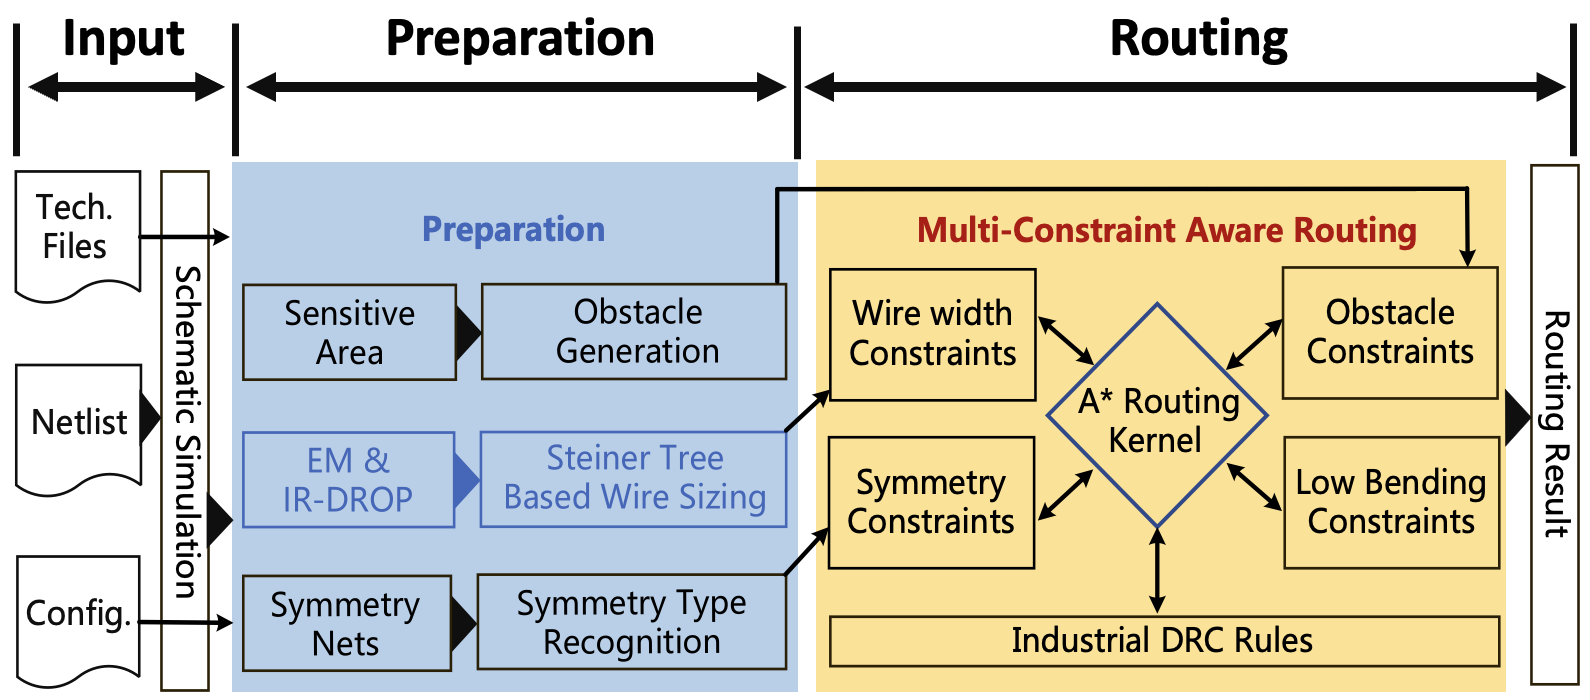 Input
Preparation
Routing
Tech.
Files
Netlist
Config.
Schematic Simulation
Preparation
Sensitive
Area
Obstacle
Generation
EM &
IR-DROP
Steiner Tree
Based Wire Sizing
Symmetry
Nets
Symmetry Type
Recognition
Multi-Constraint Aware Routing
Wire width
Constraints
Obstacle
Constraints
A* Routing
Kernel
Symmetry
Constraints
Low Bending
Constraints
Industrial DRC Rules
Routing Result